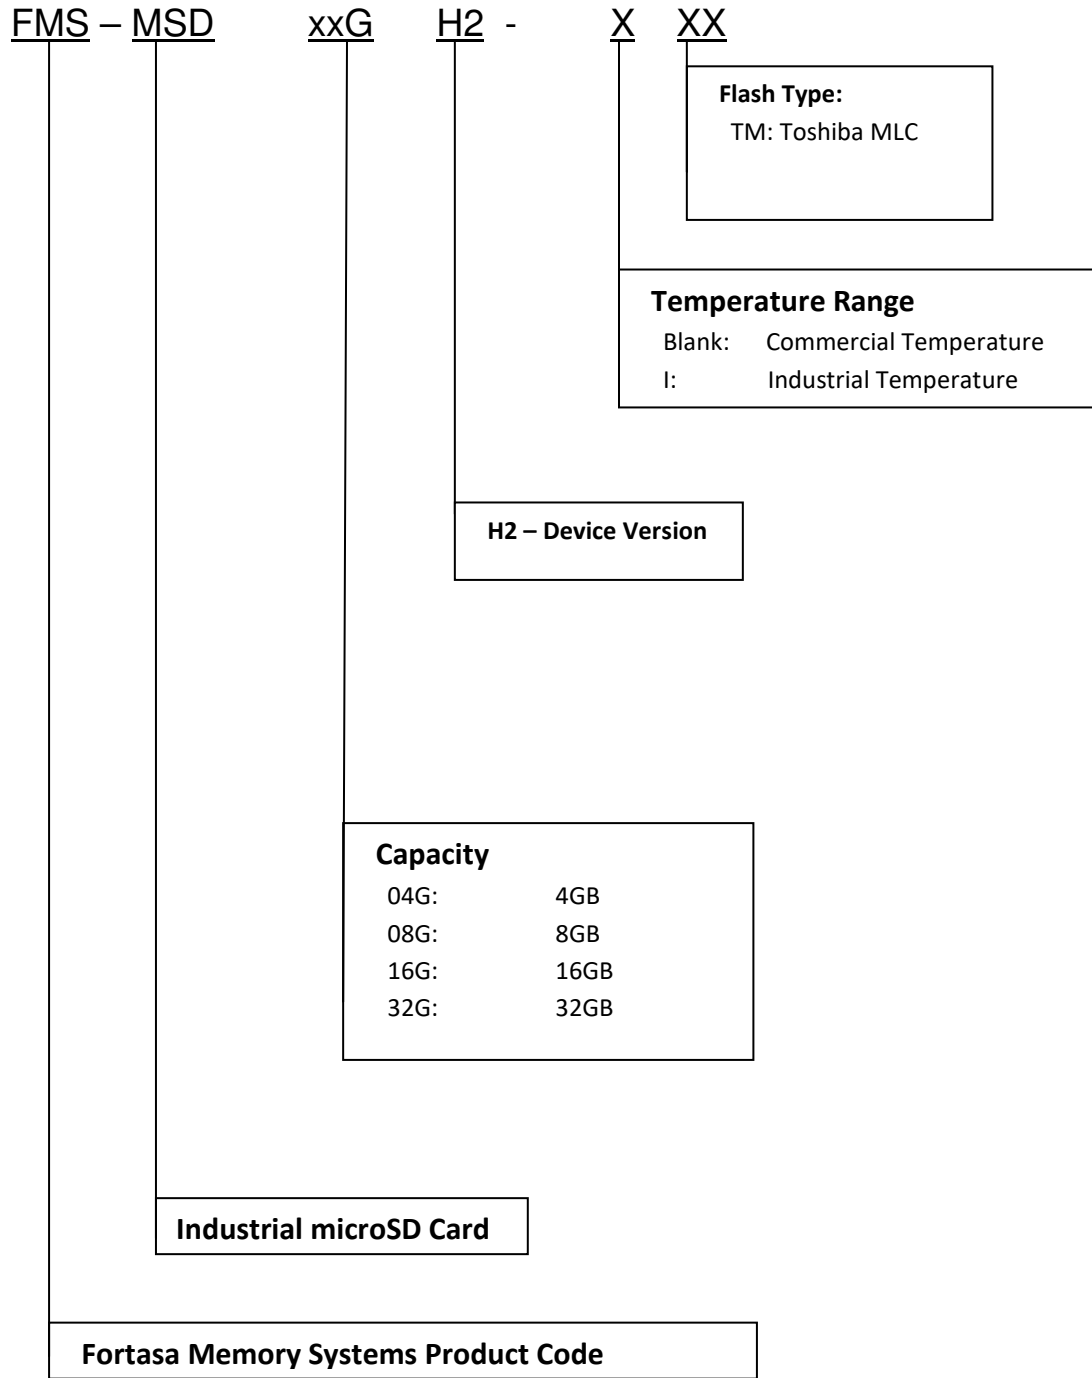 FMS – MSD xxG H2 - X XX
Flash Type:
TM: Toshiba MLC
Temperature Range
Blank: Commercial Temperature
I: Industrial Temperature
H2 – Device Version
Capacity
04G: 4GB
08G: 8GB
16G: 16GB
32G: 32GB
Industrial microSD Card
Fortasa Memory Systems Product Code